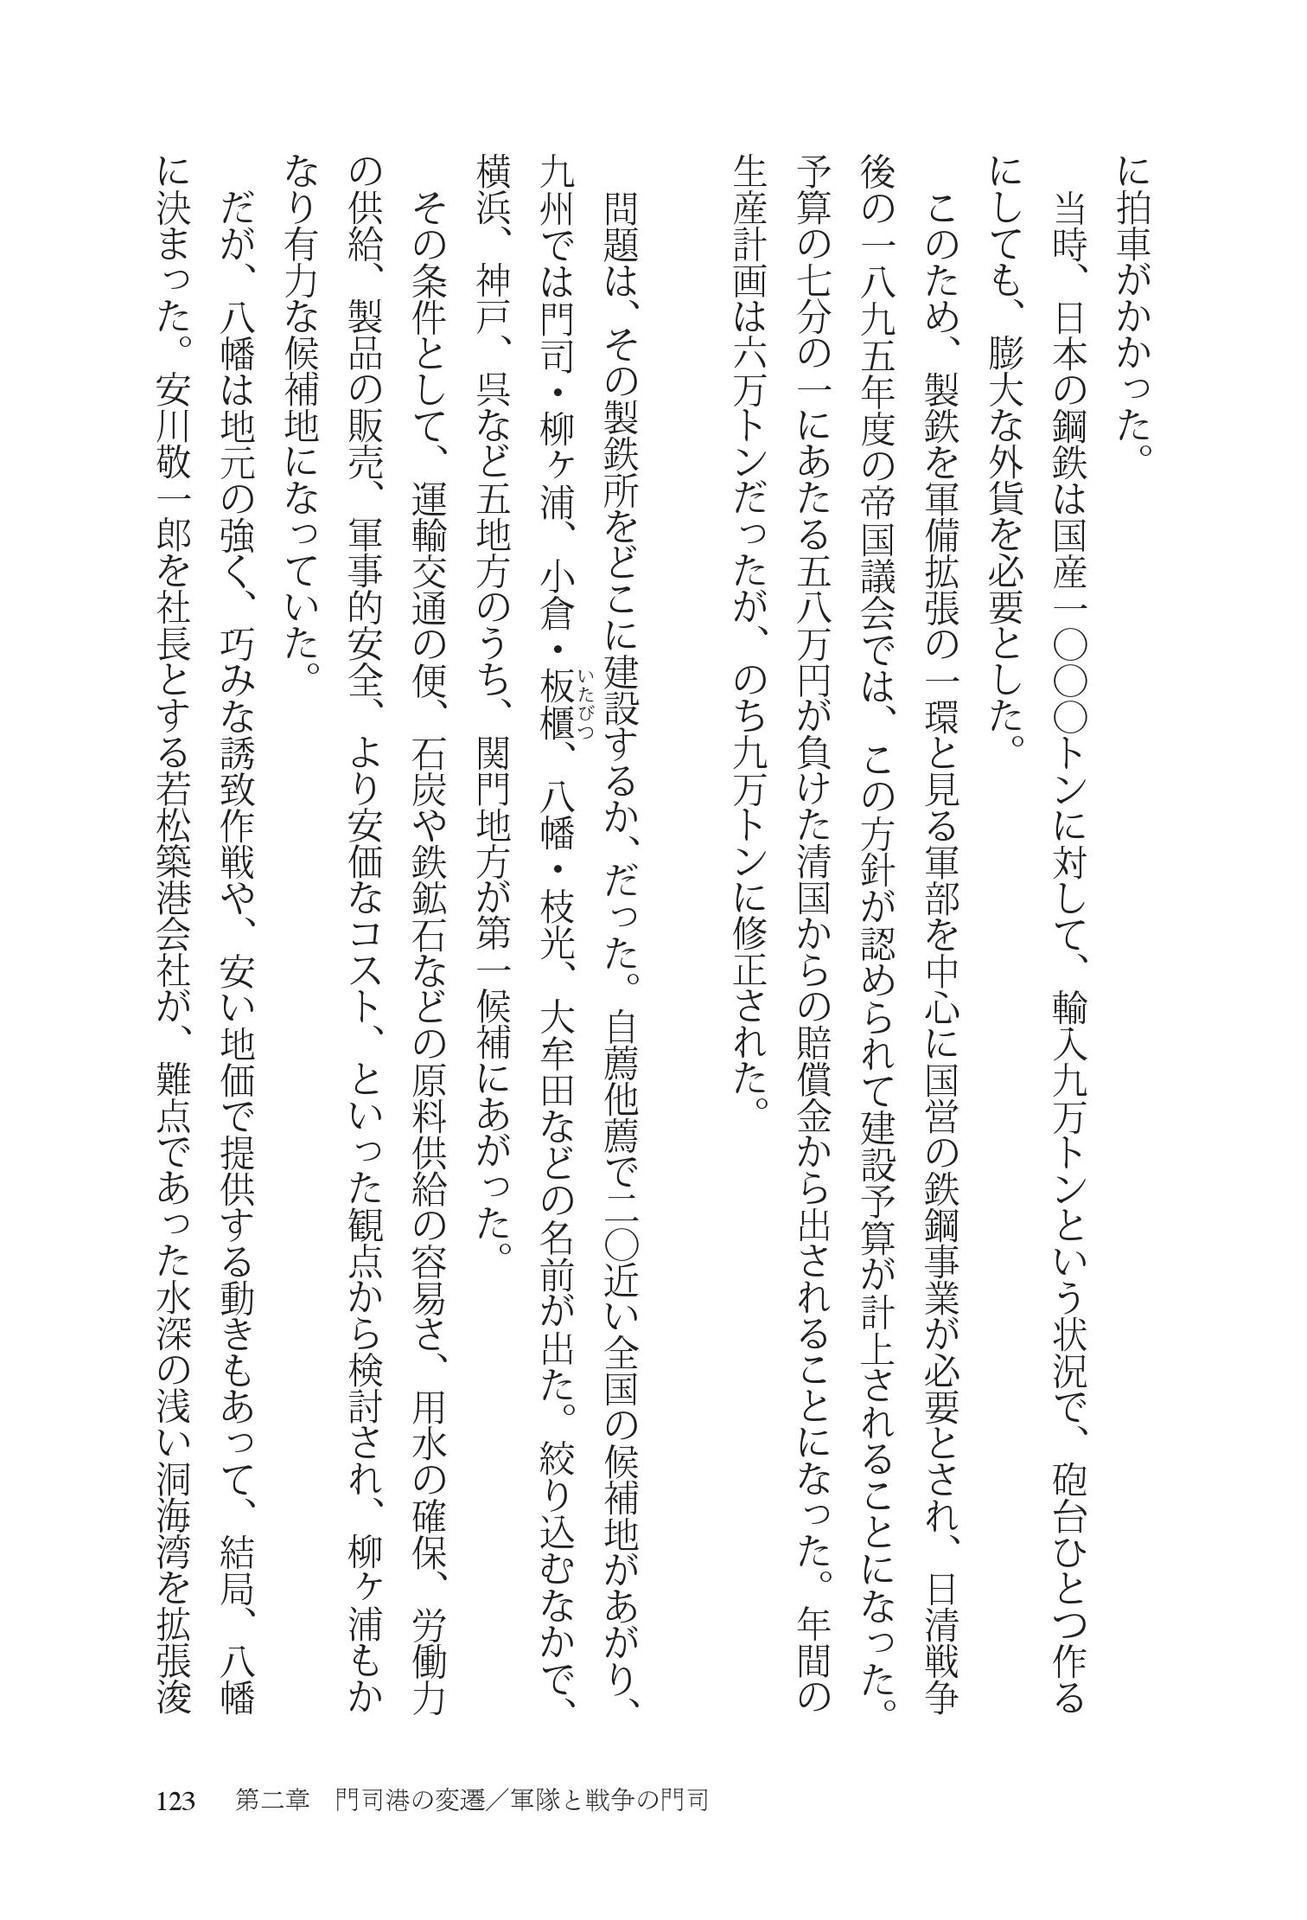 に拍車がかかった。
　当時、日本の鋼鉄は国産一〇〇〇トンに対して、輸入九万トンという状況で、砲台ひとつ作る
にしても、膨大な外貨を必要とした。
　このため、製鉄を軍備拡張の一環と見る軍部を中心に国営の鉄鋼事業が必要とされ、日清戦争
後の一八九五年度の帝国議会では、この方針が認められて建設予算が計上されることになった。
予算の七分の一にあたる五八万円が負けた清国からの賠償金から出されることになった。年間の
生産計画は六万トンだったが、のち九万トンに修正された。
　問題は、その製鉄所をどこに建設するか、だった。自薦他薦で二〇近い全国の候補地があがり、
九州では門司・柳ヶ浦、小倉・板櫃、八幡・枝光、大牟田などの名前が出た。絞り込むなかで、
いたびつ
横浜、神戸、呉など五地方のうち、関門地方が第一候補にあがった。
　その条件として、運輸交通の便、石炭や鉄鉱石などの原料供給の容易さ、用水の確保、労働力
の供給、製品の販売、軍事的安全、より安価なコスト、といった観点から検討され、柳ヶ浦もか
なり有力な候補地になっていた。
　だが、八幡は地元の強く、巧みな誘致作戦や、安い地価で提供する動きもあって、結局、八幡
に決まった。安川敬一郎を社長とする若松築港会社が、難点であった水深の浅い洞海湾を拡張浚
123　第二章　門司港の変遷／軍隊と戦争の門司